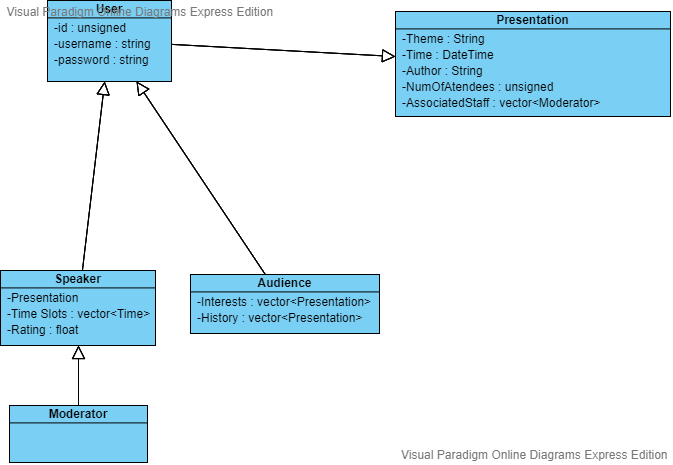 Visual Paradigm Online Diagrams Express Edition
User
-id : unsigned
-username : string
-password : string
Presentation
-Theme : String
-Time : DateTime
-Author : String
-NumOfAtendees : unsigned
-AssociatedStaff : vector<Moderator>
Speaker
-Presentation
-Time Slots : vector<Time>
-Rating : float
Audience
-Interests : vector<Presentation>
-History : vector<Presentation>
Moderator
Visual Paradigm Online Diagrams Express Edition